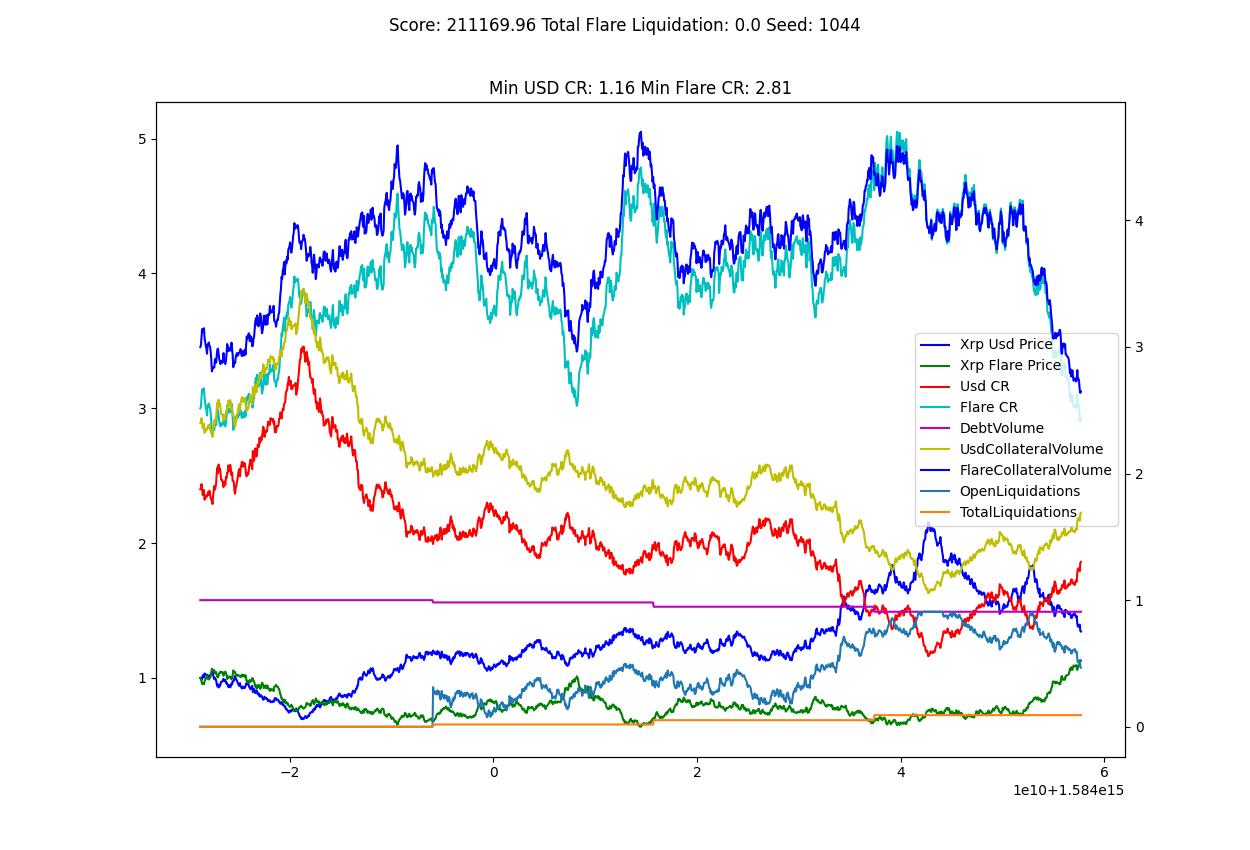 Score: 211169.96 Total Flare Liquidation: 0.0 Seed: 1044
Min USD CR: 1.16 Min Flare CR: 2.81
5
4
3
2
1
4
3
2
1
0
Xrp Usd Price
Xrp Flare Price
Usd CR
Flare CR
DebtVolume
UsdCollateralVolume
FlareCollateralVolume
OpenLiquidations
TotalLiquidations
−2
0
2
4
6
1e10+1.584e15